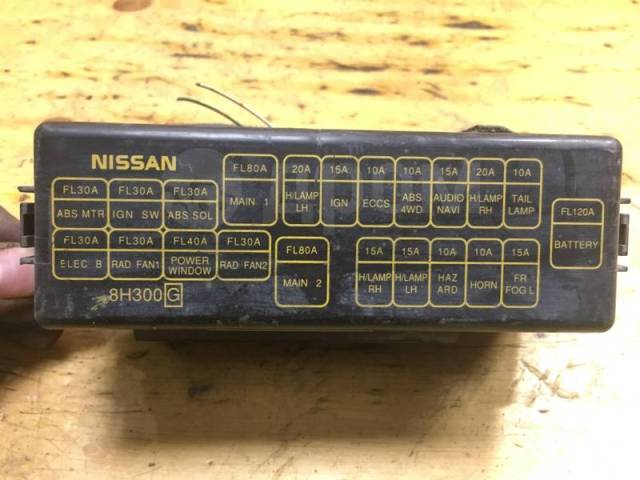 NISSAN
FL80A 20A 15A 10A 10A 15A 20A 10A
MAIN 1 H/LAMP LH IGN ECCS ABS 4WD AUDIO NAVI H/LAMP RH TAIL LAMP
FL30A FL30A FL30A
ABS MTR IGN SW ABS SOL
FL120A
BATTERY
FL30A FL30A FL40A FL30A FL80A 15A 15A 10A 10A 15A
ELEC B RAD FAN1 POWER WINDOW RAD FAN2 MAIN 2 H/LAMP RH H/LAMP LH HAZ ARD HORN FR FOG L
8H300 G